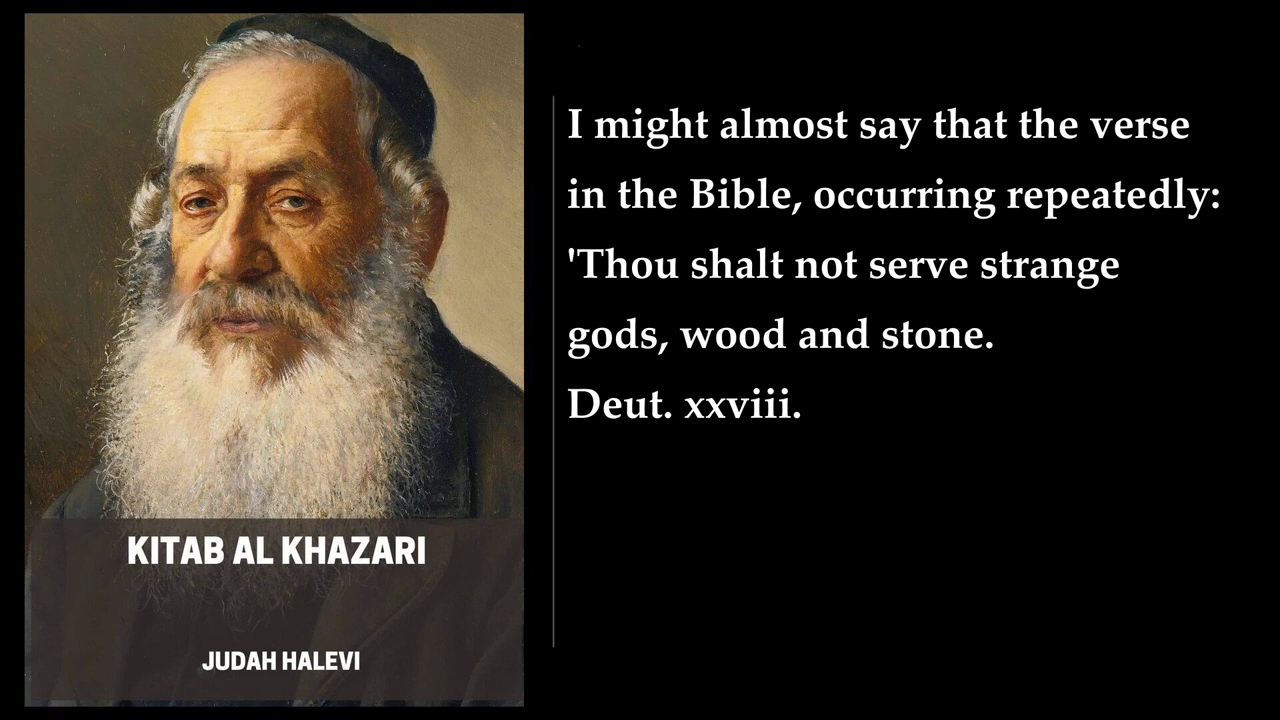 KITAB AL KHAZARI
JUDAH HALEVI
I might almost say that the verse
in the Bible, occurring repeatedly:
'Thou shalt not serve strange
gods, wood and stone.
Deut. xxviii.